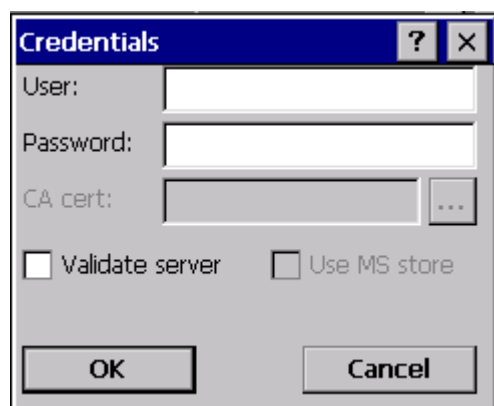 Credentials ? ×
User:
Password:
CA cert: ...
Validate server Use MS store
OK Cancel